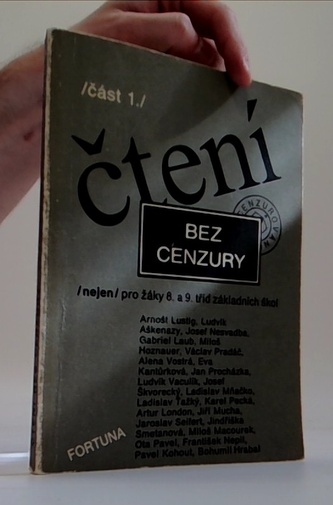 /část 1./
čtení
CENZUROVÁNO
BEZ
CENZURY
/nejen/ pro žáky 8. a 9. tříd základních škol
Arnošt Lustig, Ludvík
Aškenazy, Josef Nesvadba,
Gabriel Laub, Miloš
Hoznauer, Václav Pradáč,
Alena Vostrá, Eva
Kantůrková, Jan Procházka,
Ludvík Vaculík, Josef
Škvorecký, Ladislav Mňačko,
Ladislav Ťažký, Karel Pecka,
Artur London, Jiří Mucha,
Jaroslav Seifert, Jindřiška
Smetanová, Miloš Macourek,
Ota Pavel, František Nepil,
Pavel Kohout, Bohumil Hrabal
FORTUNA